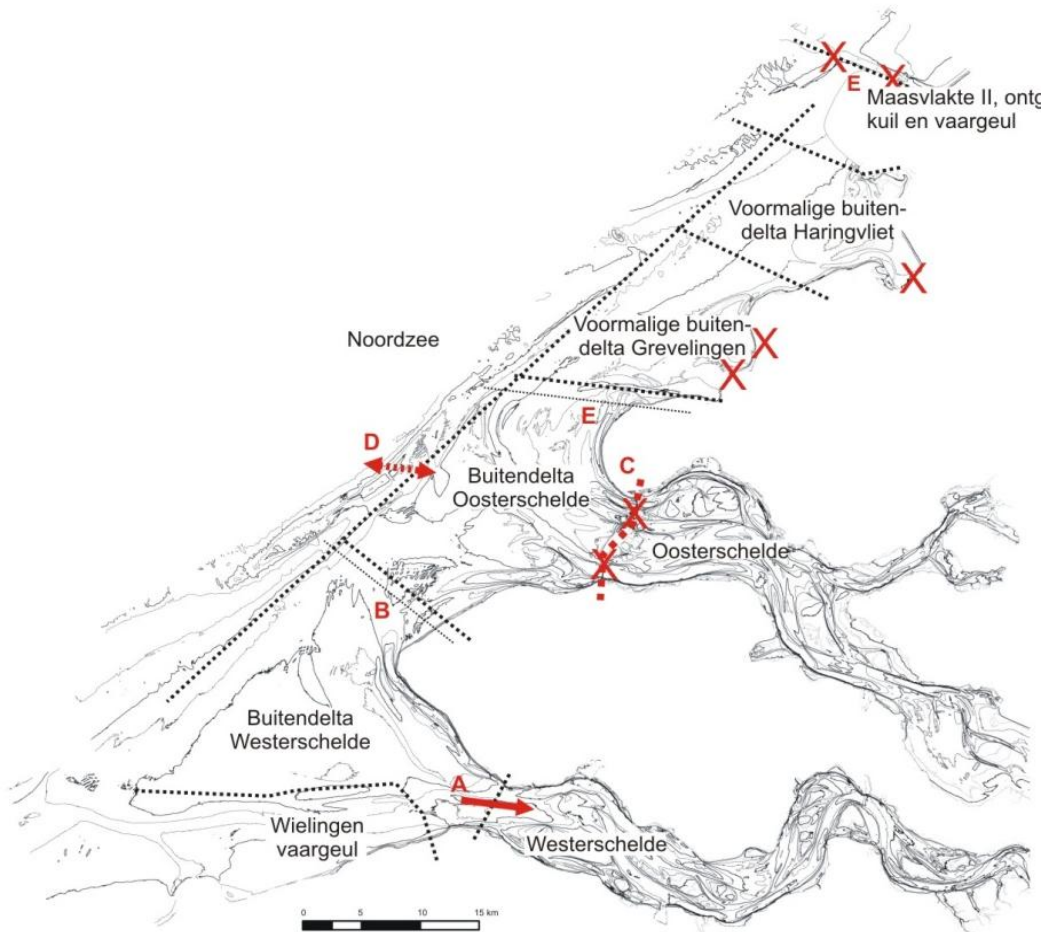 E
Maasvlakte II, ontg
kuil en vaargeul
Voormalige buiten-
delta Haringvliet
Noordzee
Voormalige buiten-
delta Grevelingen
E
D
C
Buitendelta
Oosterschelde
Oosterschelde
B
Buitendelta
Westerschelde
A
Wielingen
vaargeul
Westerschelde
0 5 10 15 km